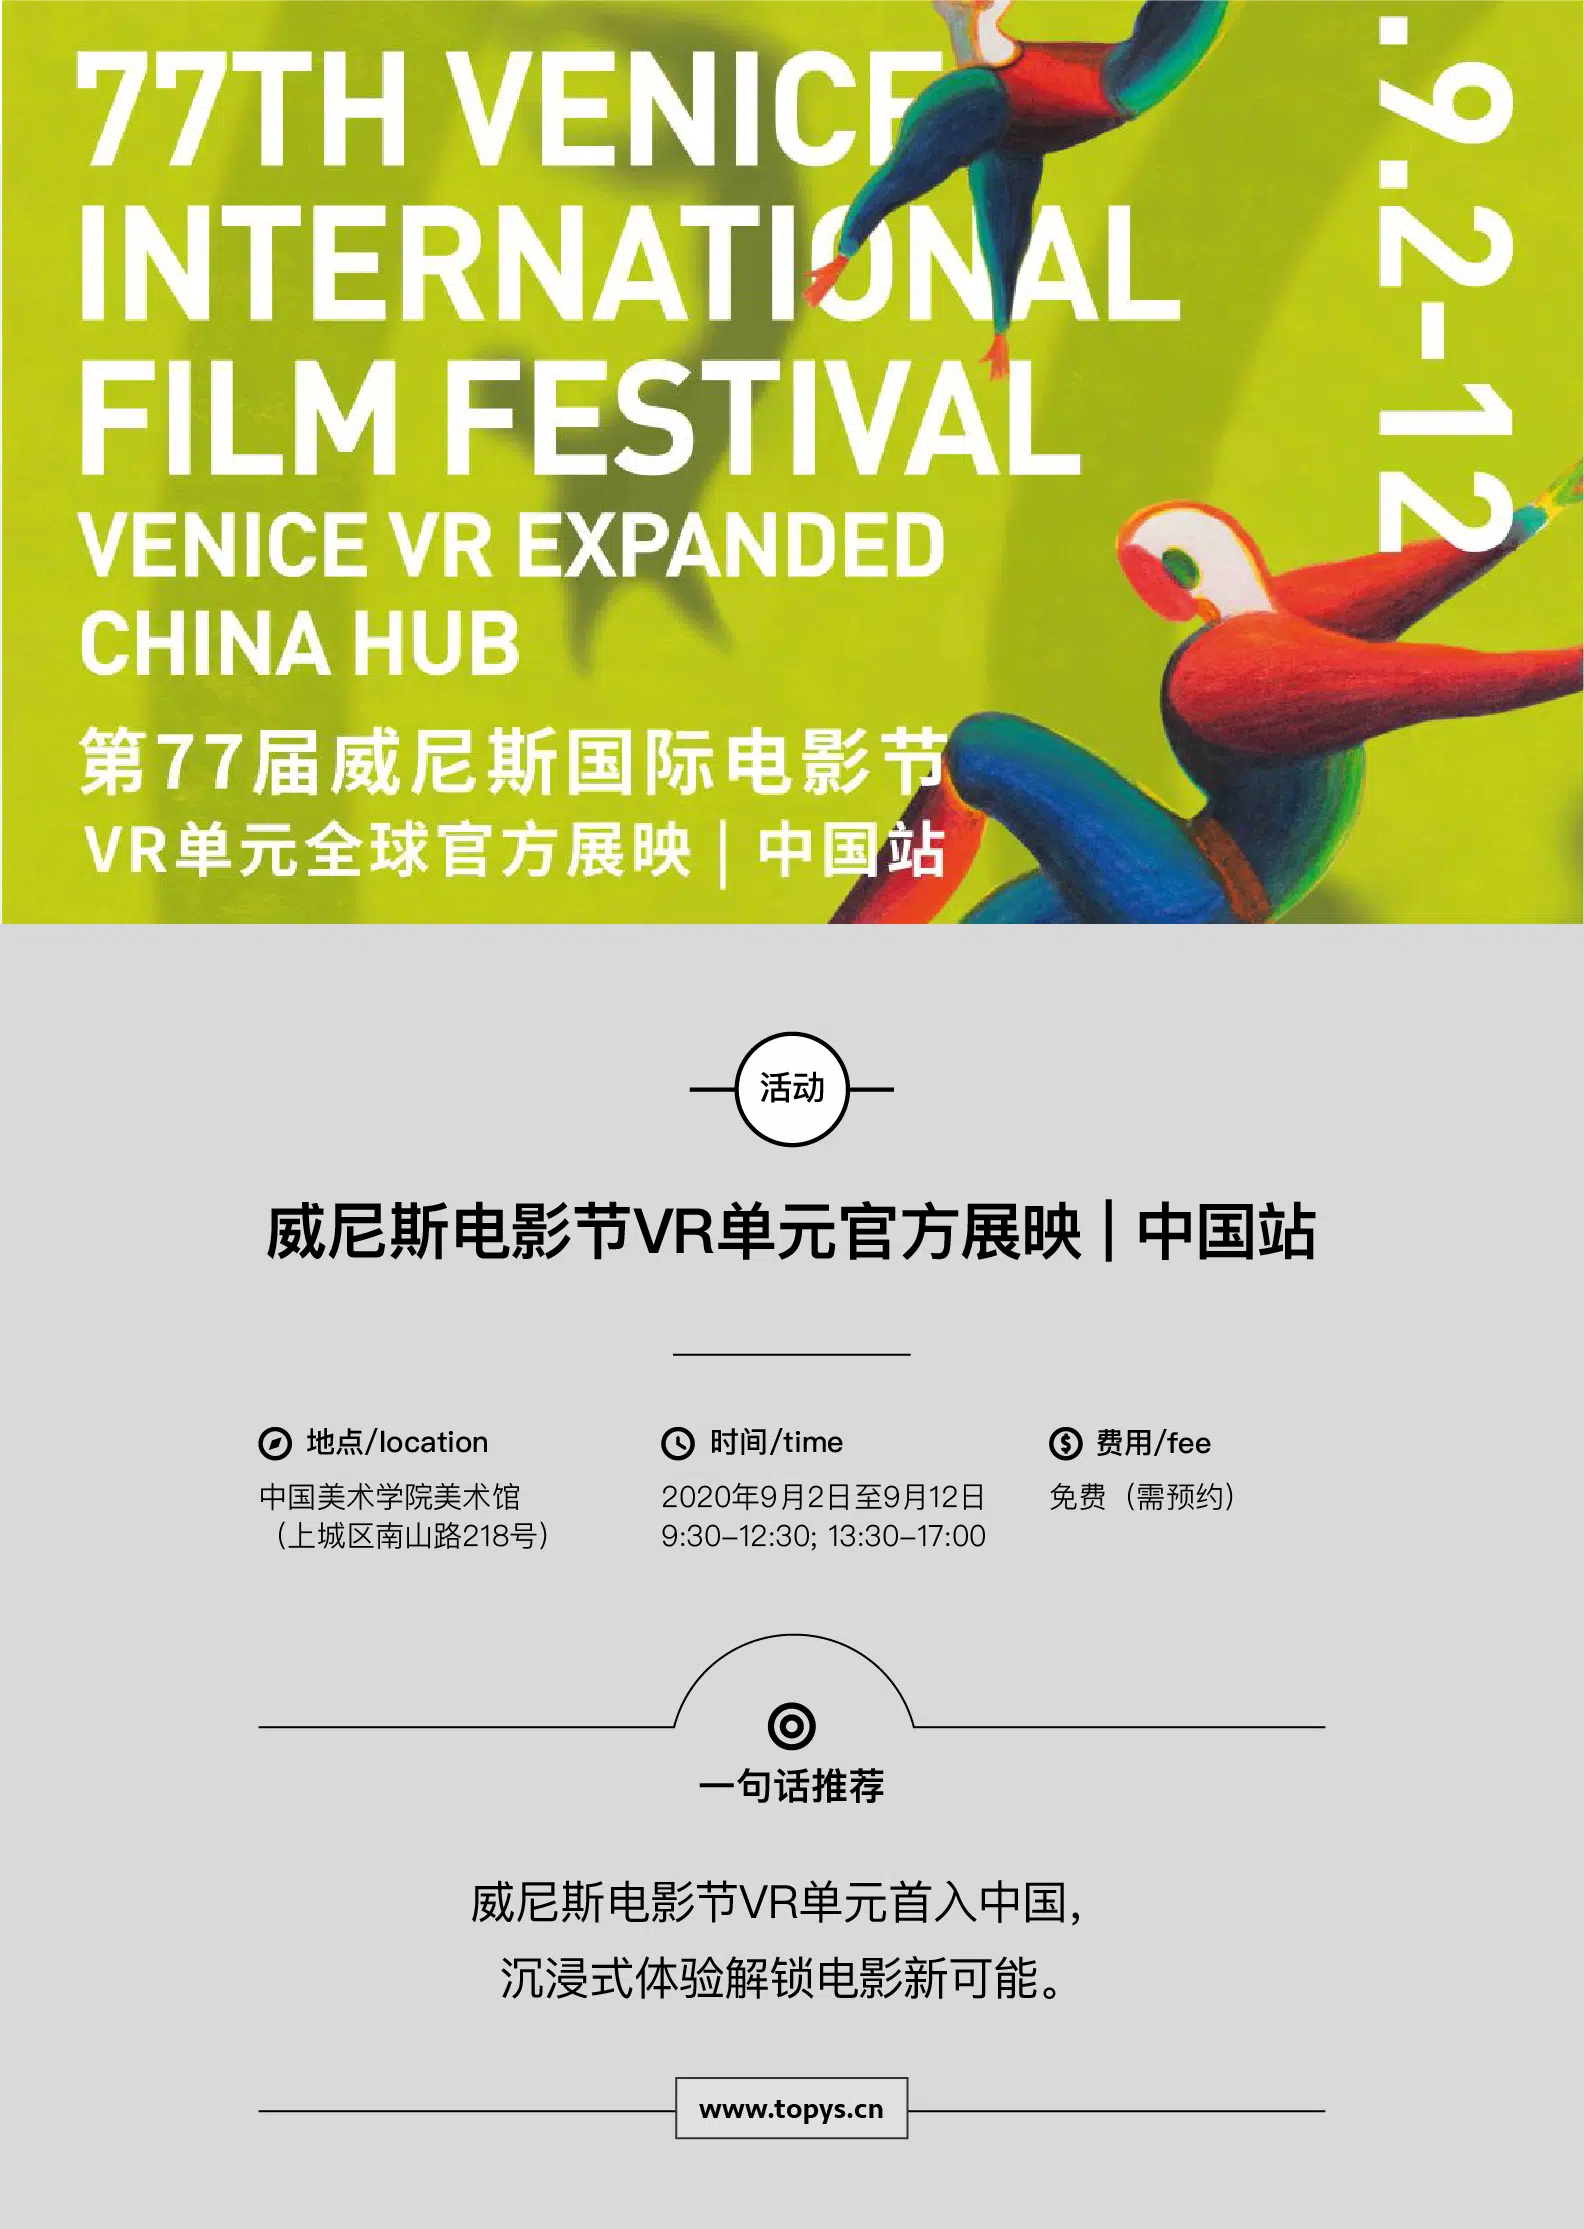 77TH VENICE
INTERNATIONAL
FILM FESTIVAL
VENICE VR EXPANDED
CHINA HUB
第77届威尼斯国际电影节
VR单元全球官方展映 | 中国站
.9.2-12
活动
威尼斯电影节VR单元官方展映 | 中国站
地点/location
中国美术学院美术馆
（上城区南山路218号）
时间/time
2020年9月2日至9月12日
9:30–12:30; 13:30–17:00
费用/fee
免费（需预约）
一句话推荐
威尼斯电影节VR单元首入中国，
沉浸式体验解锁电影新可能。
www.topys.cn